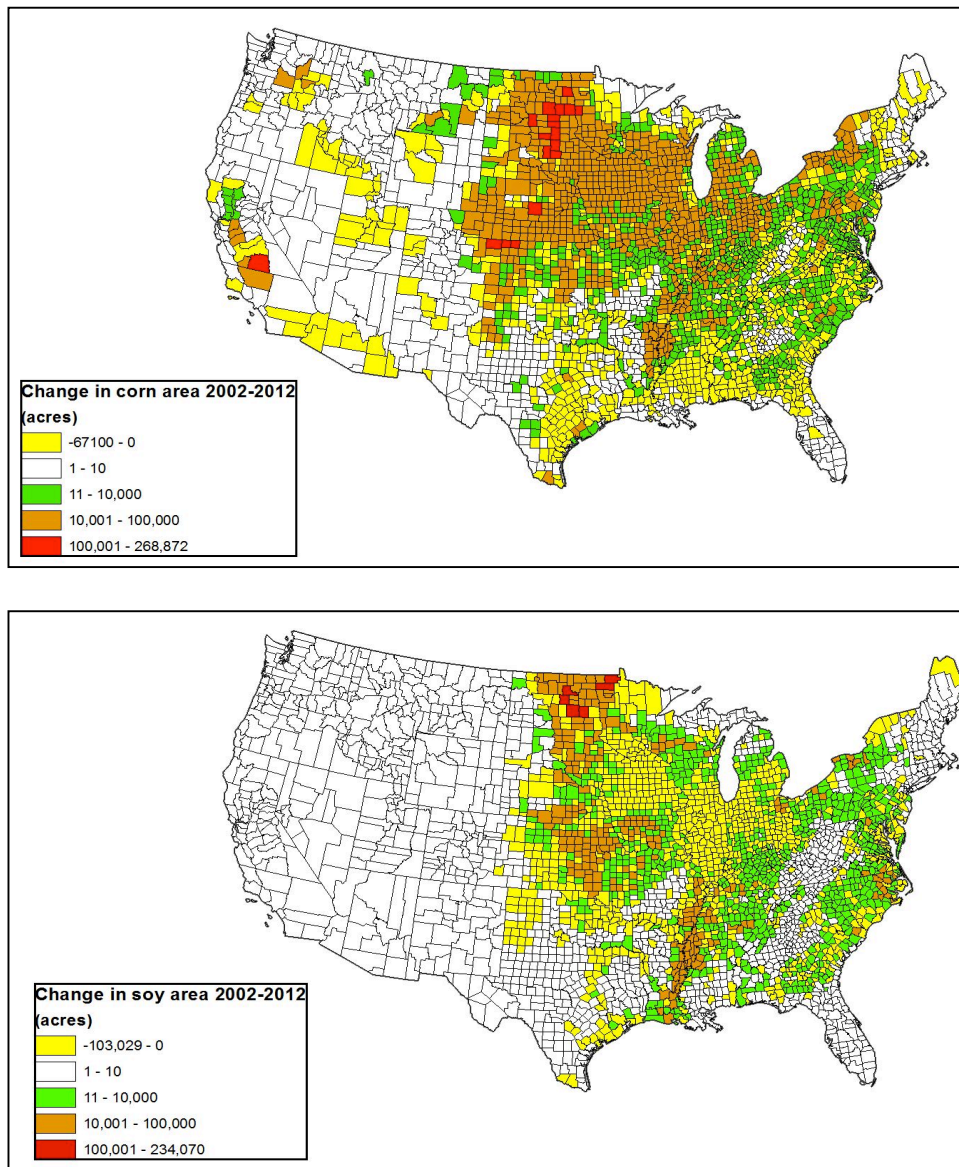 Change in corn area 2002-2012
(acres)
-67100 - 0
1 - 10
11 - 10,000
10,001 - 100,000
100,001 - 268,872
Change in soy area 2002-2012
(acres)
-103,029 - 0
1 - 10
11 - 10,000
10,001 - 100,000
100,001 - 234,070